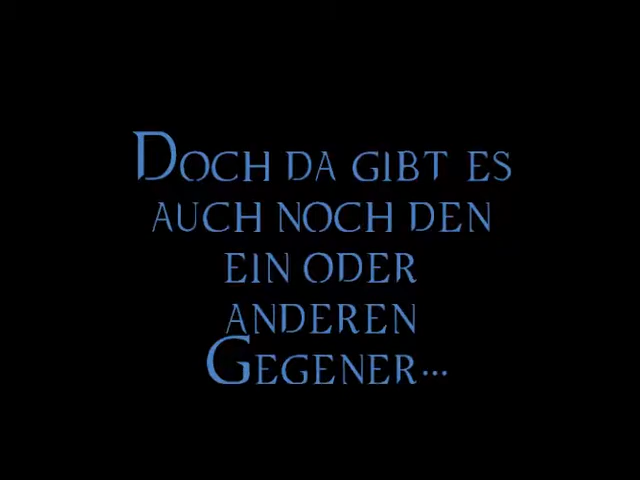 Doch da gibt es
auch noch den
ein oder
anderen
Gegener...